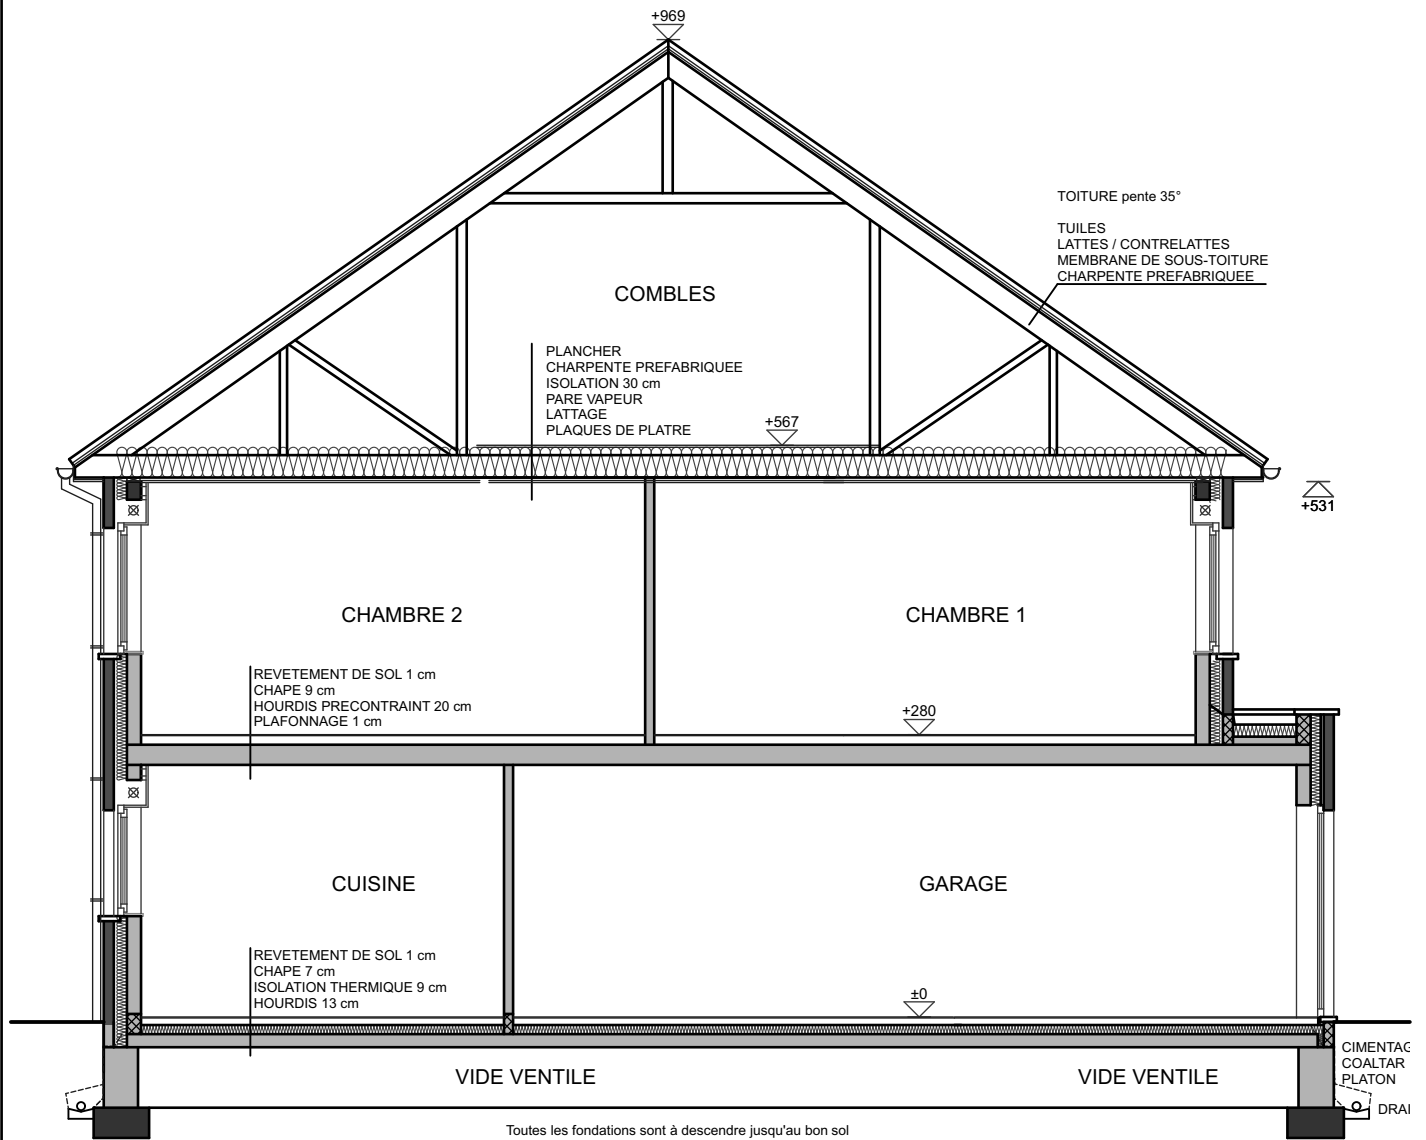 +969
TOITURE pente 35°
TUILES
LATTES / CONTRELATTES
MEMBRANE DE SOUS-TOITURE
CHARPENTE PREFABRIQUEE
COMBLES
PLANCHER
CHARPENTE PREFABRIQUEE
ISOLATION 30 cm
PARE VAPEUR
LATTAGE
PLAQUES DE PLATRE
+567
+531
CHAMBRE 2
CHAMBRE 1
REVETEMENT DE SOL 1 cm
CHAPE 9 cm
HOURDIS PRECONTRAINT 20 cm
PLAFONNAGE 1 cm
+280
CUISINE
GARAGE
REVETEMENT DE SOL 1 cm
CHAPE 7 cm
ISOLATION THERMIQUE 9 cm
HOURDIS 13 cm
±0
VIDE VENTILE
VIDE VENTILE
CIMENTAG
COALTAR
PLATON
DRAI
Toutes les fondations sont à descendre jusqu'au bon sol